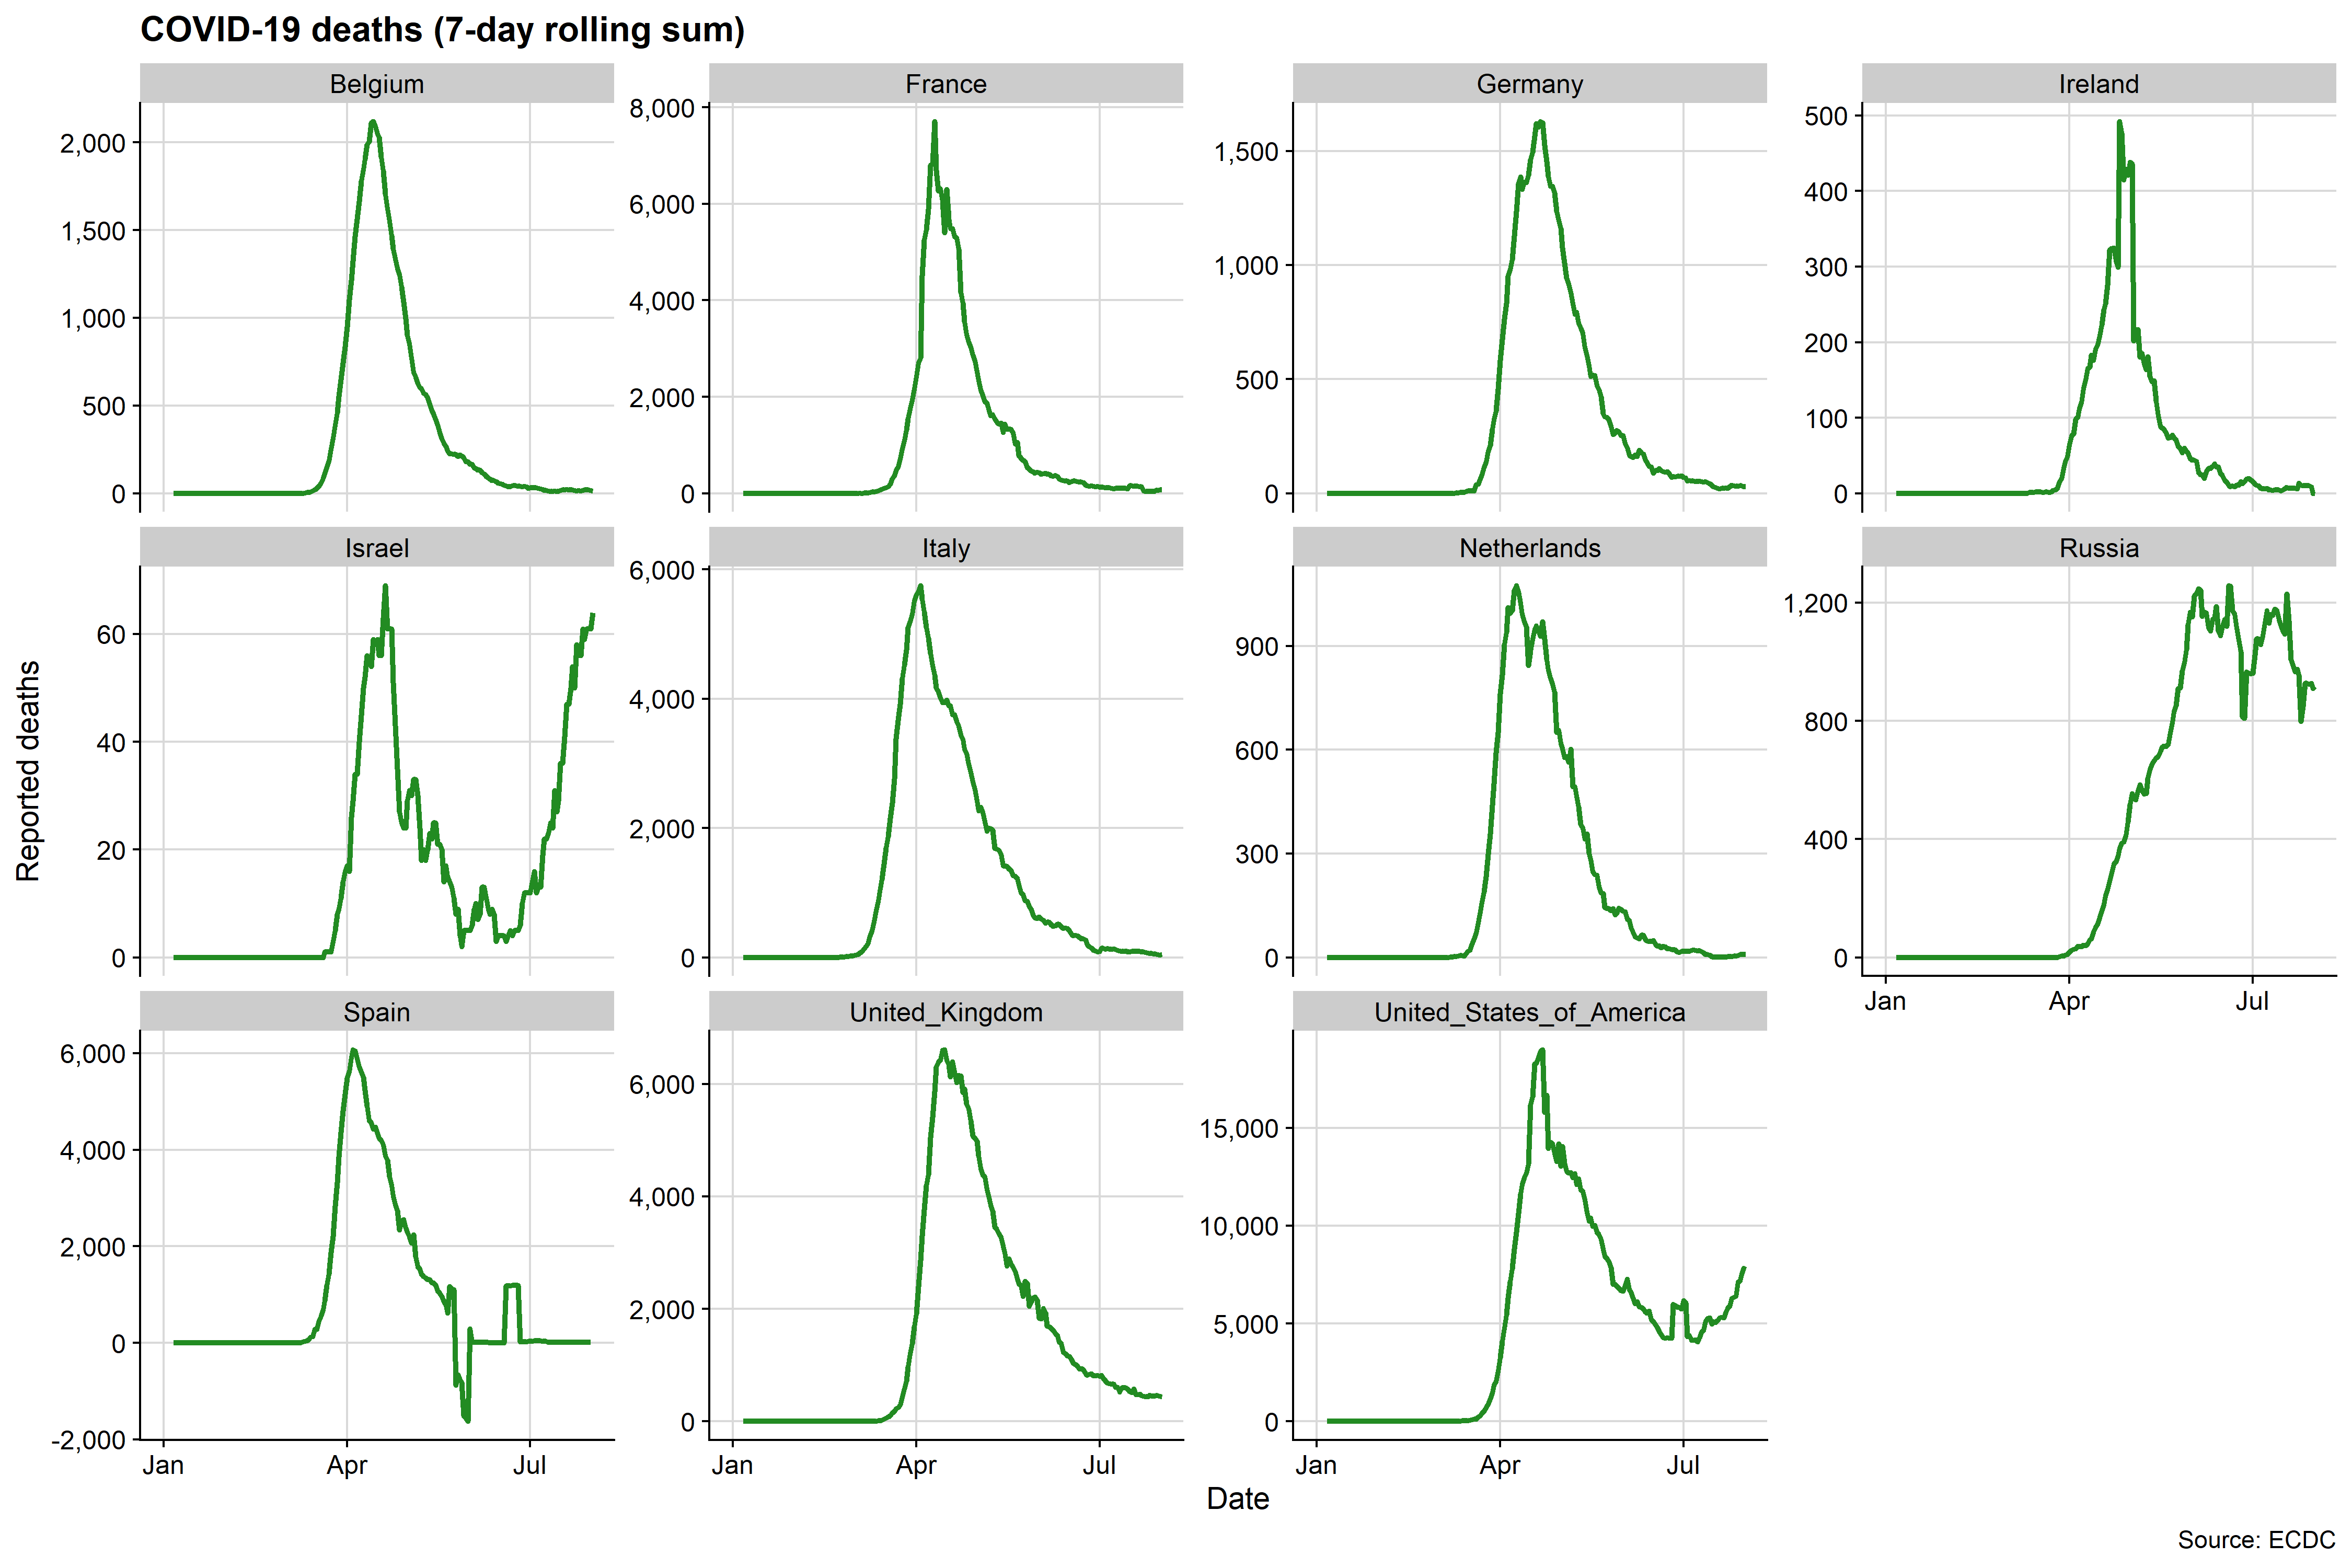 COVID-19 deaths (7-day rolling sum)
Belgium
France
Germany
Ireland
2,000
1,500
1,000
500
0
8,000
6,000
4,000
2,000
0
1,500
1,000
500
0
500
400
300
200
100
0
Israel
Italy
Netherlands
Russia
60
40
20
0
6,000
4,000
2,000
0
900
600
300
0
1,200
800
400
0
Jan Apr Jul
Spain
United_Kingdom
United_States_of_America
6,000
4,000
2,000
0
-2,000
6,000
4,000
2,000
0
15,000
10,000
5,000
0
Jan Apr Jul
Jan Apr Jul
Jan Apr Jul
Reported deaths
Date
Source: ECDC